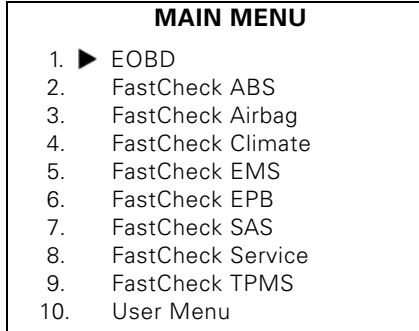 MAIN MENU
1. ▶ EOBD
2. FastCheck ABS
3. FastCheck Airbag
4. FastCheck Climate
5. FastCheck EMS
6. FastCheck EPB
7. FastCheck SAS
8. FastCheck Service
9. FastCheck TPMS
10. User Menu